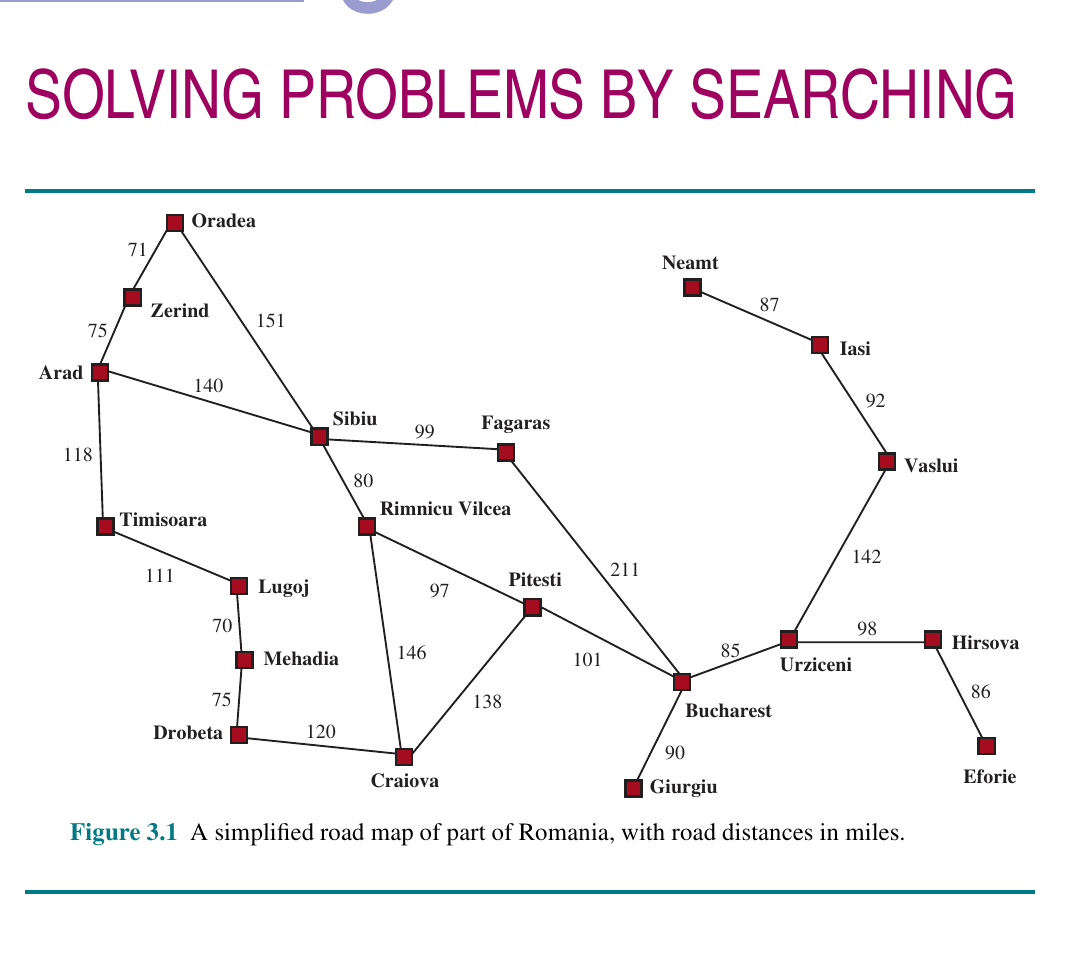 SOLVING PROBLEMS BY SEARCHING
Oradea
71
Neamt
87
Zerind
151
75
Iasi
Arad
140
92
Sibiu
Fagaras
99
118
Vaslui
80
Rimnicu Vilcea
Timisoara
142
111
Pitesti
211
Lugoj
97
70
98
Hirsova
146
85
Urziceni
Mehadia
101
86
75
138
Bucharest
Drobeta
120
90
Craiova
Giurgiu
Eforie
Figure 3.1 A simplified road map of part of Romania, with road distances in miles.